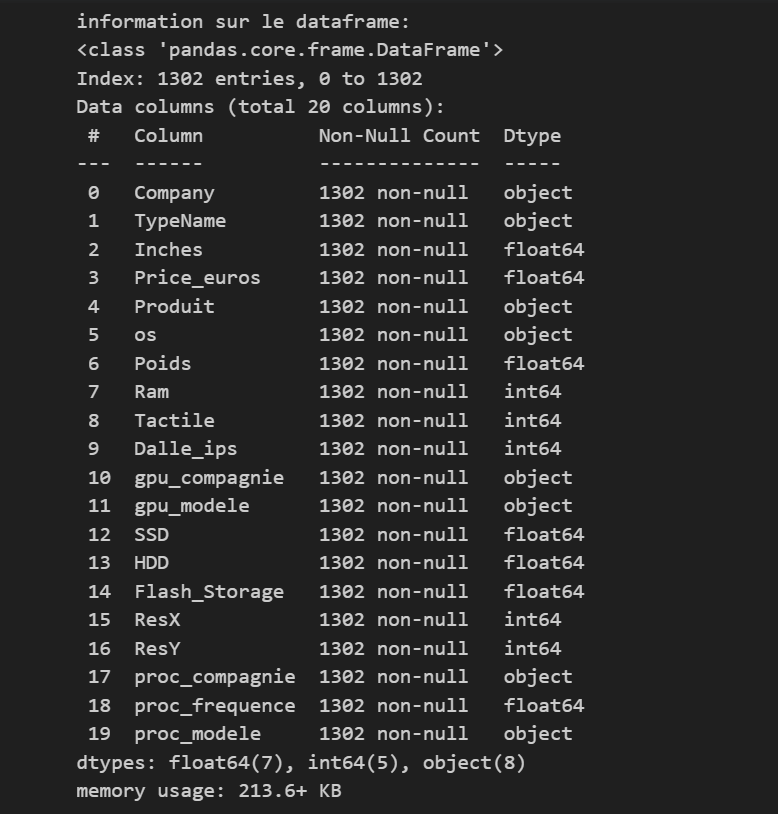 information sur le dataframe:
<class 'pandas.core.frame.DataFrame'>
Index: 1302 entries, 0 to 1302
Data columns (total 20 columns):
 #   Column          Non-Null Count  Dtype
---  ------          --------------  -----
 0   Company         1302 non-null   object
 1   TypeName        1302 non-null   object
 2   Inches          1302 non-null   float64
 3   Price_euros     1302 non-null   float64
 4   Produit         1302 non-null   object
 5   os              1302 non-null   object
 6   Poids           1302 non-null   float64
 7   Ram             1302 non-null   int64
 8   Tactile         1302 non-null   int64
 9   Dalle_ips       1302 non-null   int64
 10  gpu_compagnie   1302 non-null   object
 11  gpu_modele      1302 non-null   object
 12  SSD             1302 non-null   float64
 13  HDD             1302 non-null   float64
 14  Flash_Storage   1302 non-null   float64
 15  ResX            1302 non-null   int64
 16  ResY            1302 non-null   int64
 17  proc_compagnie  1302 non-null   object
 18  proc_frequence  1302 non-null   float64
 19  proc_modele     1302 non-null   object
dtypes: float64(7), int64(5), object(8)
memory usage: 213.6+ KB